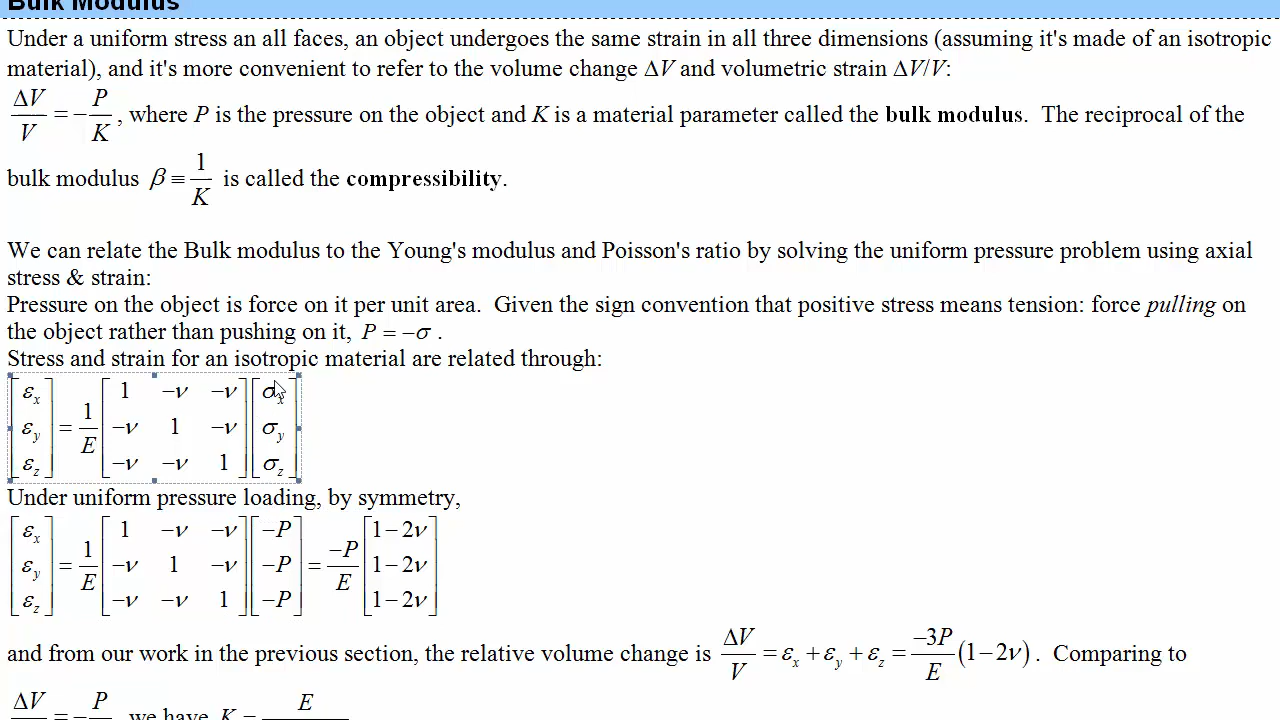 Bulk Modulus
Under a uniform stress an all faces, an object undergoes the same strain in all three dimensions (assuming it's made of an isotropic
material), and it's more convenient to refer to the volume change ΔV and volumetric strain ΔV/V:
ΔV/V = −P/K, where P is the pressure on the object and K is a material parameter called the bulk modulus. The reciprocal of the
bulk modulus β ≡ 1/K is called the compressibility.
We can relate the Bulk modulus to the Young's modulus and Poisson's ratio by solving the uniform pressure problem using axial
stress & strain:
Pressure on the object is force on it per unit area. Given the sign convention that positive stress means tension: force pulling on
the object rather than pushing on it, P = −σ.
Stress and strain for an isotropic material are related through:
[εx; εy; εz] = 1/E [1 −ν −ν; −ν 1 −ν; −ν −ν 1] [σx; σy; σz]
Under uniform pressure loading, by symmetry,
[εx; εy; εz] = 1/E [1 −ν −ν; −ν 1 −ν; −ν −ν 1] [−P; −P; −P] = −P/E [1−2ν; 1−2ν; 1−2ν]
and from our work in the previous section, the relative volume change is ΔV/V = εx + εy + εz = −3P/E (1−2ν). Comparing to
ΔV/V = −P/ we have K = E/